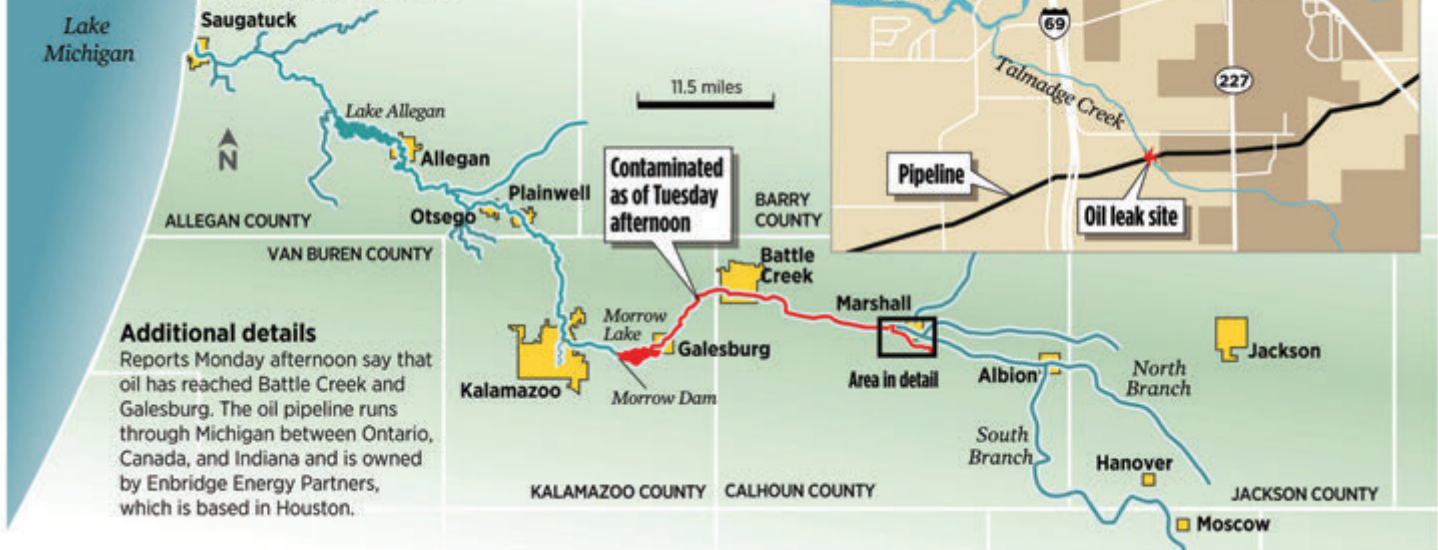 Lake
Michigan
Saugatuck
N
Lake Allegan
Allegan
Otsego
Plainwell
ALLEGAN COUNTY
VAN BUREN COUNTY
11.5 miles
Contaminated
as of Tuesday
afternoon
BARRY
COUNTY
69
227
Talmadge Creek
Pipeline
Oil leak site
Battle
Creek
Marshall
Morrow
Lake
Galesburg
Kalamazoo
Morrow Dam
Area in detail
Albion
North
Branch
Jackson
South
Branch
Hanover
Moscow
KALAMAZOO COUNTY
CALHOUN COUNTY
JACKSON COUNTY
Additional details
Reports Monday afternoon say that
oil has reached Battle Creek and
Galesburg. The oil pipeline runs
through Michigan between Ontario,
Canada, and Indiana and is owned
by Enbridge Energy Partners,
which is based in Houston.